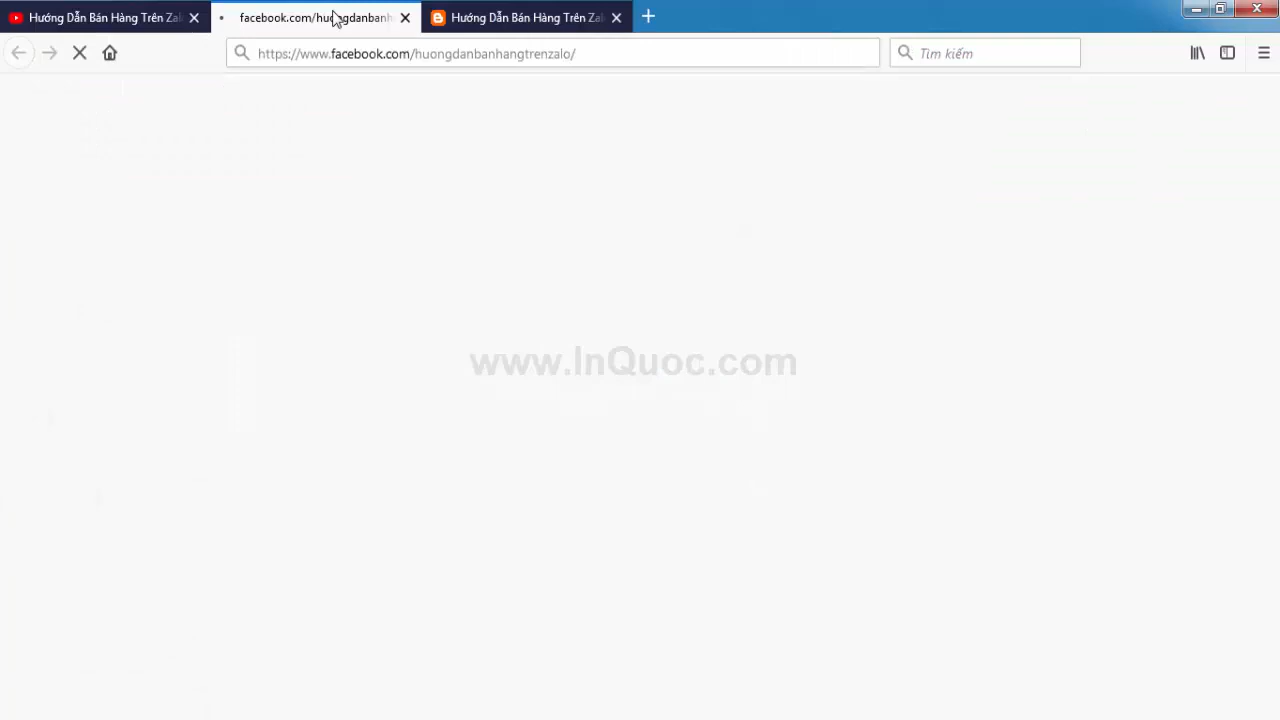 Hướng Dẫn Bán Hàng Trên Zal
facebook.com/huongdanbanh
Hướng Dẫn Bán Hàng Trên Zal
https://www.facebook.com/huongdanbanhangtrenzalo/
Tìm kiếm
www.InQuoc.com